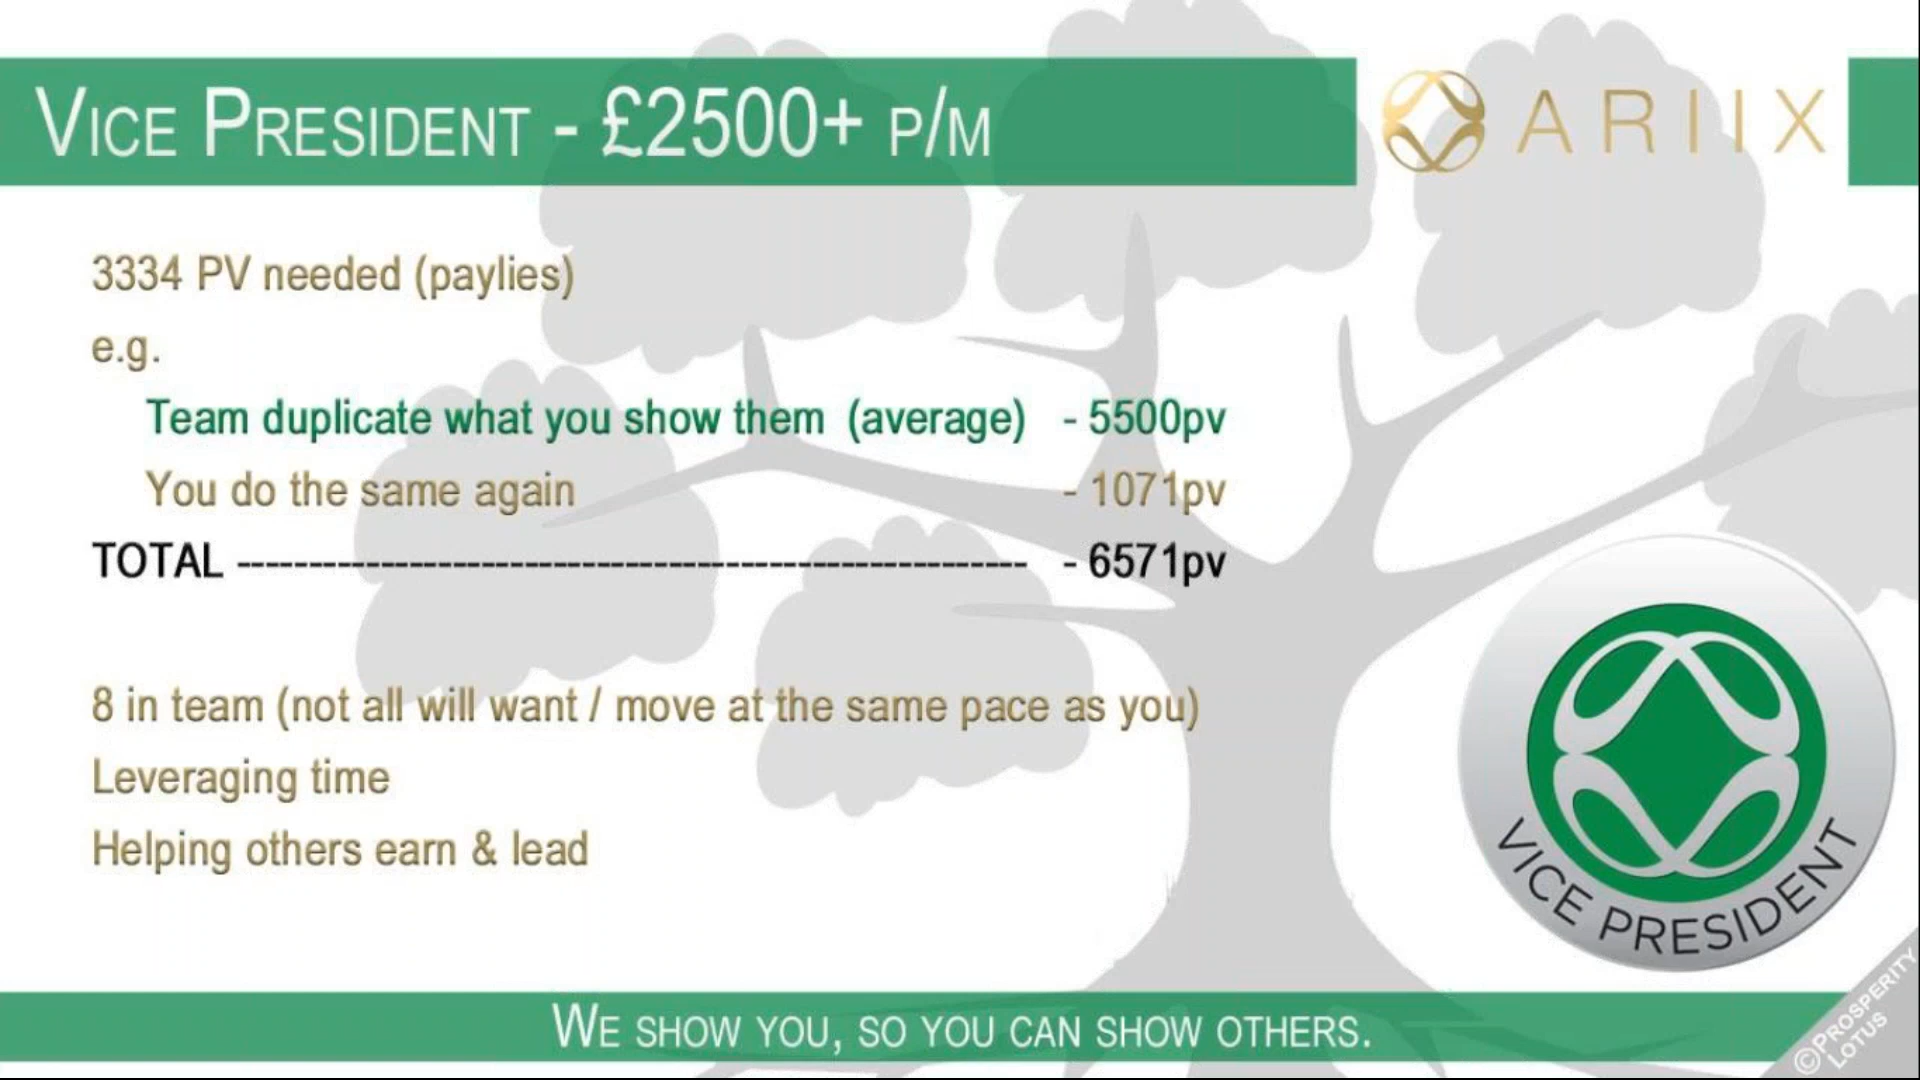 VICE PRESIDENT - £2500+ P/M
ARIIX
3334 PV needed (paylies)
e.g.
Team duplicate what you show them (average) - 5500pv
You do the same again - 1071pv
TOTAL -------------------------------------------------------- - 6571pv
8 in team (not all will want / move at the same pace as you)
Leveraging time
Helping others earn & lead
VICE PRESIDENT
WE SHOW YOU, SO YOU CAN SHOW OTHERS.
©PROSPERITY
LOTUS